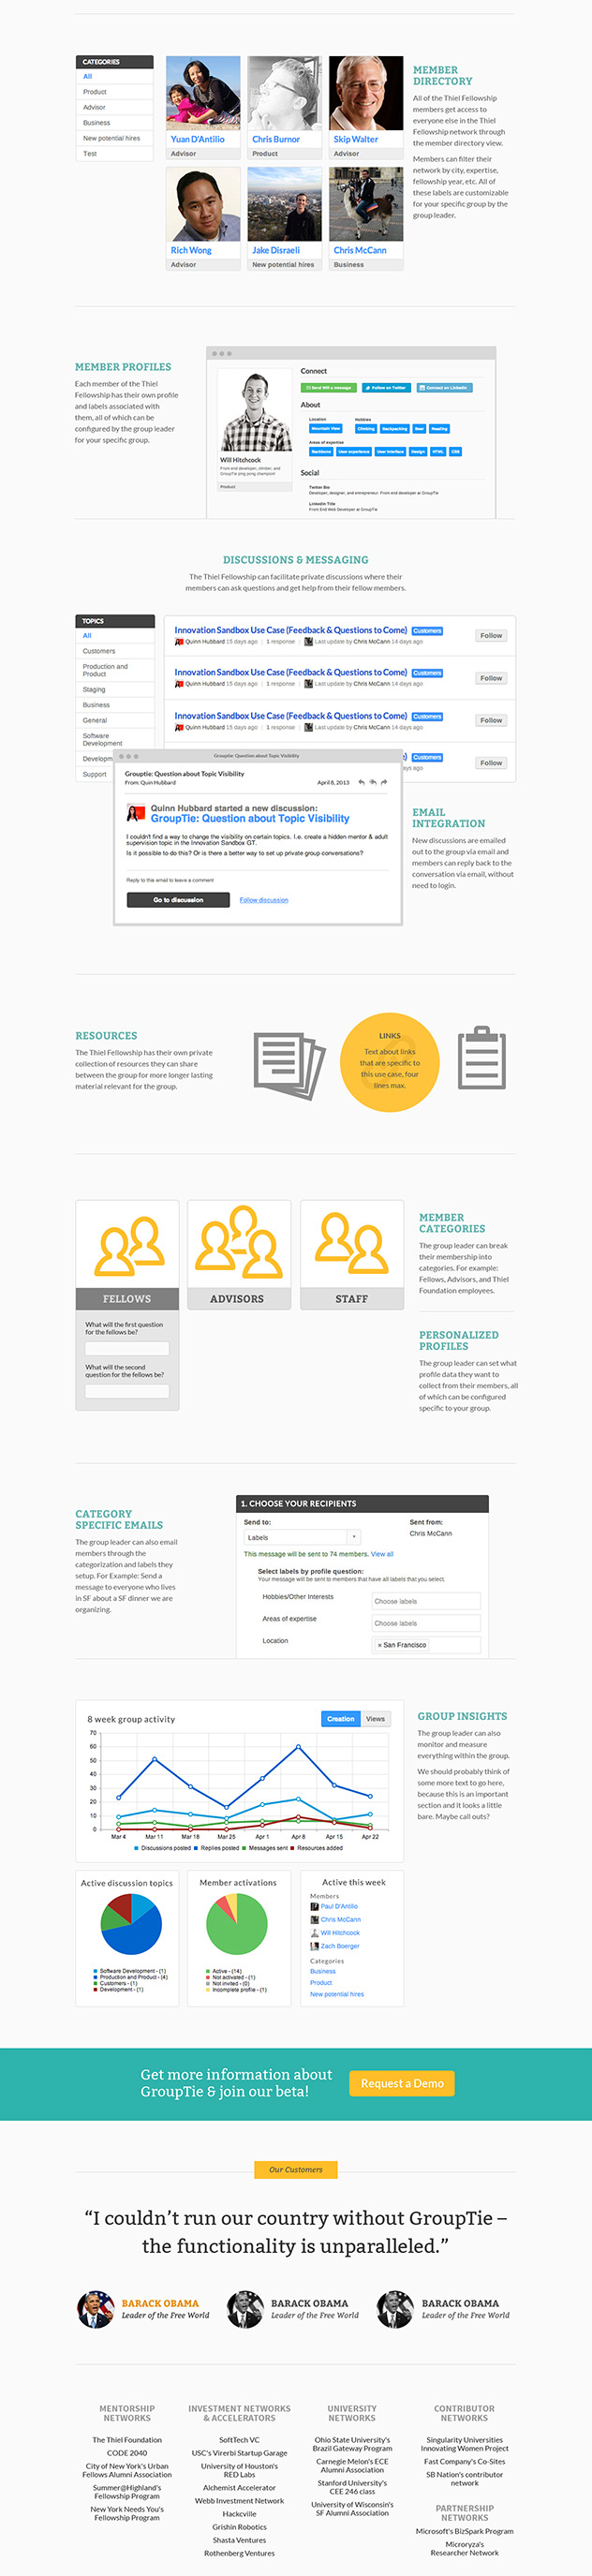 CATEGORIES
All
Product
Advisor
Business
New potential hires
Test
Yuan D'Antilio
Advisor
Chris Burnor
Product
Skip Walter
Advisor
Rich Wong
Advisor
Jake Disraeli
New potential hires
Chris McCann
Business
MEMBER
DIRECTORY
All of the Thiel Fellowship
members get access to
everyone else in the Thiel
Fellowship network through
the member directory view.
Members can filter their
network by city, expertise,
fellowship year, etc. All of
these labels are customizable
for your specific group by the
group leader.
MEMBER PROFILES
Each member of the Thiel
Fellowship has their own profile
and labels associated with
them, all of which can be
configured by the group leader
for your specific group.
Will Hitchcock
Front end developer, climber, and
GroupTie ping pong champion!
Product
Connect
Send Will a message
Follow on Twitter
Connect on LinkedIn
About
Location
Hobbies
Mountain View
Climbing
Backpacking
Beer
Reading
Areas of expertise
Backbone
User experience
User interface
Design
HTML
CSS
Social
Twitter Bio
Developer, designer, and entrepreneur. Front end developer at GroupTie
LinkedIn Title
Front End Web Developer at GroupTie
DISCUSSIONS & MESSAGING
The Thiel Fellowship can facilitate private discussions where their
members can ask questions and get help from their fellow members.
TOPICS
All
Customers
Production and
Product
Staging
Business
General
Software
Development
Developm
Support
Innovation Sandbox Use Case (Feedback & Questions to Come) Customers
Quinn Hubbard 15 days ago | 1 response | Last update by Chris McCann 14 days ago
Follow
Innovation Sandbox Use Case (Feedback & Questions to Come) Customers
Quinn Hubbard 15 days ago | 1 response | Last update by Chris McCann 14 days ago
Follow
Innovation Sandbox Use Case (Feedback & Questions to Come) Customers
Quinn Hubbard 15 days ago | 1 response | Last update by Chris McCann 14 days ago
Follow
e) Customers
ays ago
Follow
Grouptie: Question about Topic Visibility
Grouptie: Question about Topic Visibility
From: Quin Hubbard
April 8, 2013
Quinn Hubbard started a new discussion:
GroupTie: Question about Topic Visibility
I couldn't find a way to change the visibility on certain topics. I.e. create a hidden mentor & adult
supervision topic in the Innovation Sandbox GT.
Is it possible to do this? Or is there a better way to set up private group conversations?
Reply to this email to leave a comment
Go to discussion
Follow discussion
EMAIL
INTEGRATION
New discussions are emailed
out to the group via email and
members can reply back to the
conversation via email, without
need to login.
RESOURCES
The Thiel Fellowship has their own private
collection of resources they can share
between the group for more longer lasting
material relevant for the group.
LINKS
Text about links
that are specific to
this use case, four
lines max.
FELLOWS
What will the first question
for the fellows be?
What will the second
question for the fellows be?
ADVISORS
STAFF
MEMBER
CATEGORIES
The group leader can break
their membership into
categories. For example:
Fellows, Advisors, and Thiel
Foundation employees.
PERSONALIZED
PROFILES
The group leader can set what
profile data they want to
collect from their members, all
of which can be configured
specific to your group.
CATEGORY
SPECIFIC EMAILS
The group leader can also email
members through the
categorization and labels they
setup. For Example: Send a
message to everyone who lives
in SF about a SF dinner we are
organizing.
1. CHOOSE YOUR RECIPIENTS
Send to:
Sent from:
Labels
Chris McCann
This message will be sent to 74 members. View all
Select labels by profile question:
Your message will be sent to members that have all labels that you select.
Hobbies/Other Interests
Choose labels
Areas of expertise
Choose labels
Location
× San Francisco
8 week group activity
Creation
Views
70
60
50
40
30
20
10
0
Mar 4
Mar 11
Mar 18
Mar 25
Apr 1
Apr 8
Apr 15
Apr 22
Discussions posted
Replies posted
Messages sent
Resources added
GROUP INSIGHTS
The group leader can also
monitor and measure
everything within the group.
We should probably think of
some more text to go here,
because this is an important
section and it looks a little
bare. Maybe call outs?
Active discussion topics
Software Development - (1)
Production and Product - (4)
Customers - (1)
Development - (1)
Member activations
Active - (14)
Not activated - (1)
Not invited - (0)
Incomplete profile - (1)
Active this week
Members
Paul D'Antilio
Chris McCann
Will Hitchcock
Zach Boerger
Categories
Business
Product
New potential hires
Get more information about
GroupTie & join our beta!
Request a Demo
Our Customers
“I couldn’t run our country without GroupTie –
the functionality is unparalleled.”
BARACK OBAMA
Leader of the Free World
BARACK OBAMA
Leader of the Free World
BARACK OBAMA
Leader of the Free World
MENTORSHIP
NETWORKS
The Thiel Foundation
CODE 2040
City of New York's Urban
Fellows Alumni Association
Summer@Highland's
Fellowship Program
New York Needs You's
Fellowship Program
INVESTMENT NETWORKS
& ACCELERATORS
SoftTech VC
USC's Virerbi Startup Garage
University of Houston's
RED Labs
Alchemist Accelerator
Webb Investment Network
Hackcville
Grishin Robotics
Shasta Ventures
Rothenberg Ventures
UNIVERSITY
NETWORKS
Ohio State University's
Brazil Gateway Program
Carnegie Melon's ECE
Alumni Association
Stanford University's
CEE 246 class
University of Wisconsin's
SF Alumni Association
CONTRIBUTOR
NETWORKS
Singularity Universities
Innovating Women Project
Fast Company's Co-Sites
SB Nation's contributor
network
PARTNERSHIP
NETWORKS
Microsoft's BizSpark Program
Microryza's
Researcher Network